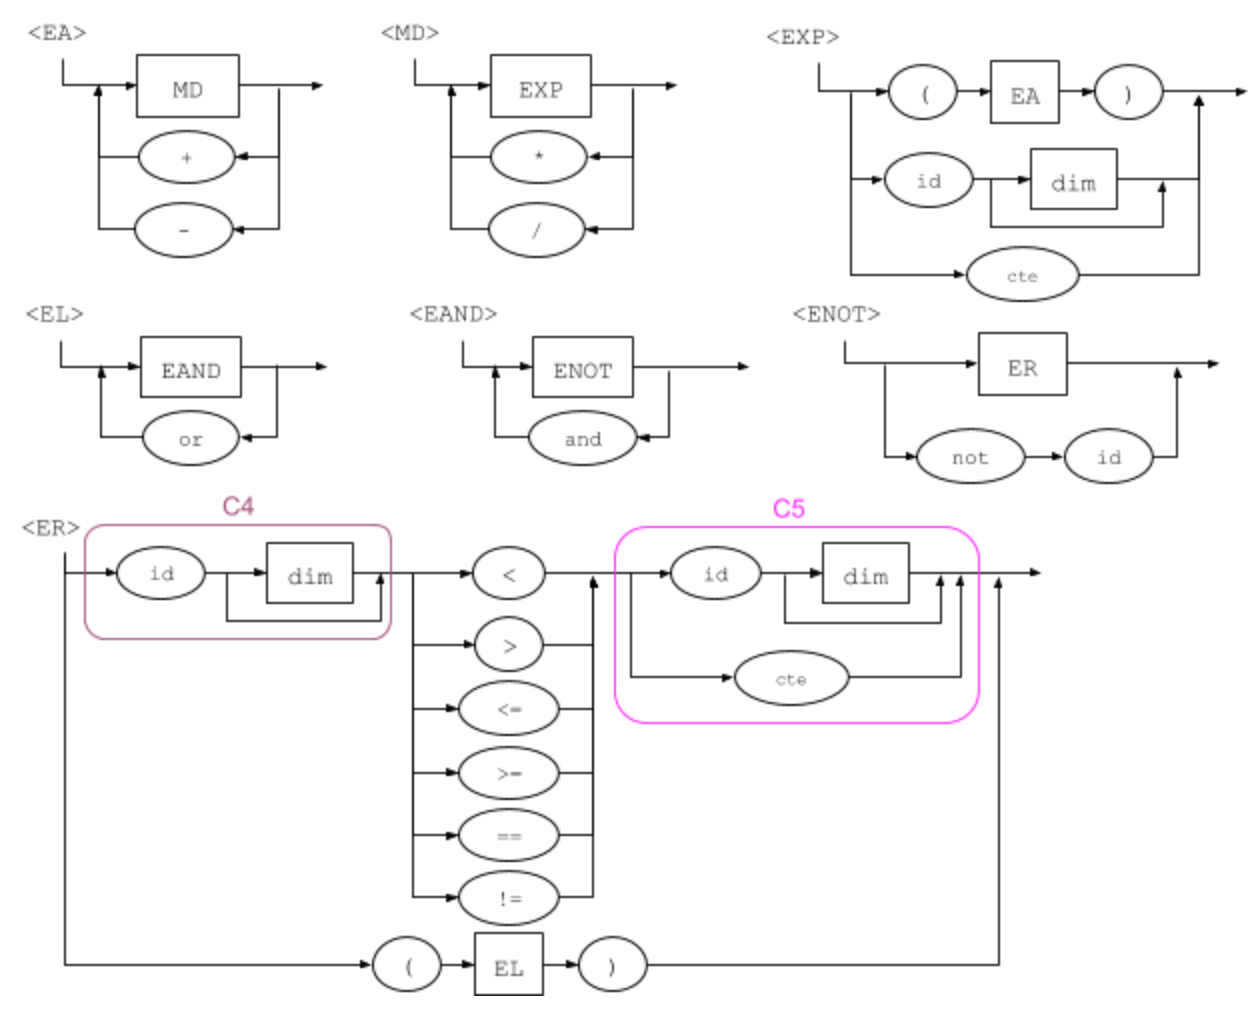 <EA>
MD
+
-
<MD>
EXP
*
/
<EXP>
( EA )
id dim
cte
<EL>
EAND
or
<EAND>
ENOT
and
<ENOT>
ER
not id
<ER>
C4
C5
id dim < id dim
>
cte
<=
>=
==
!=
( EL )